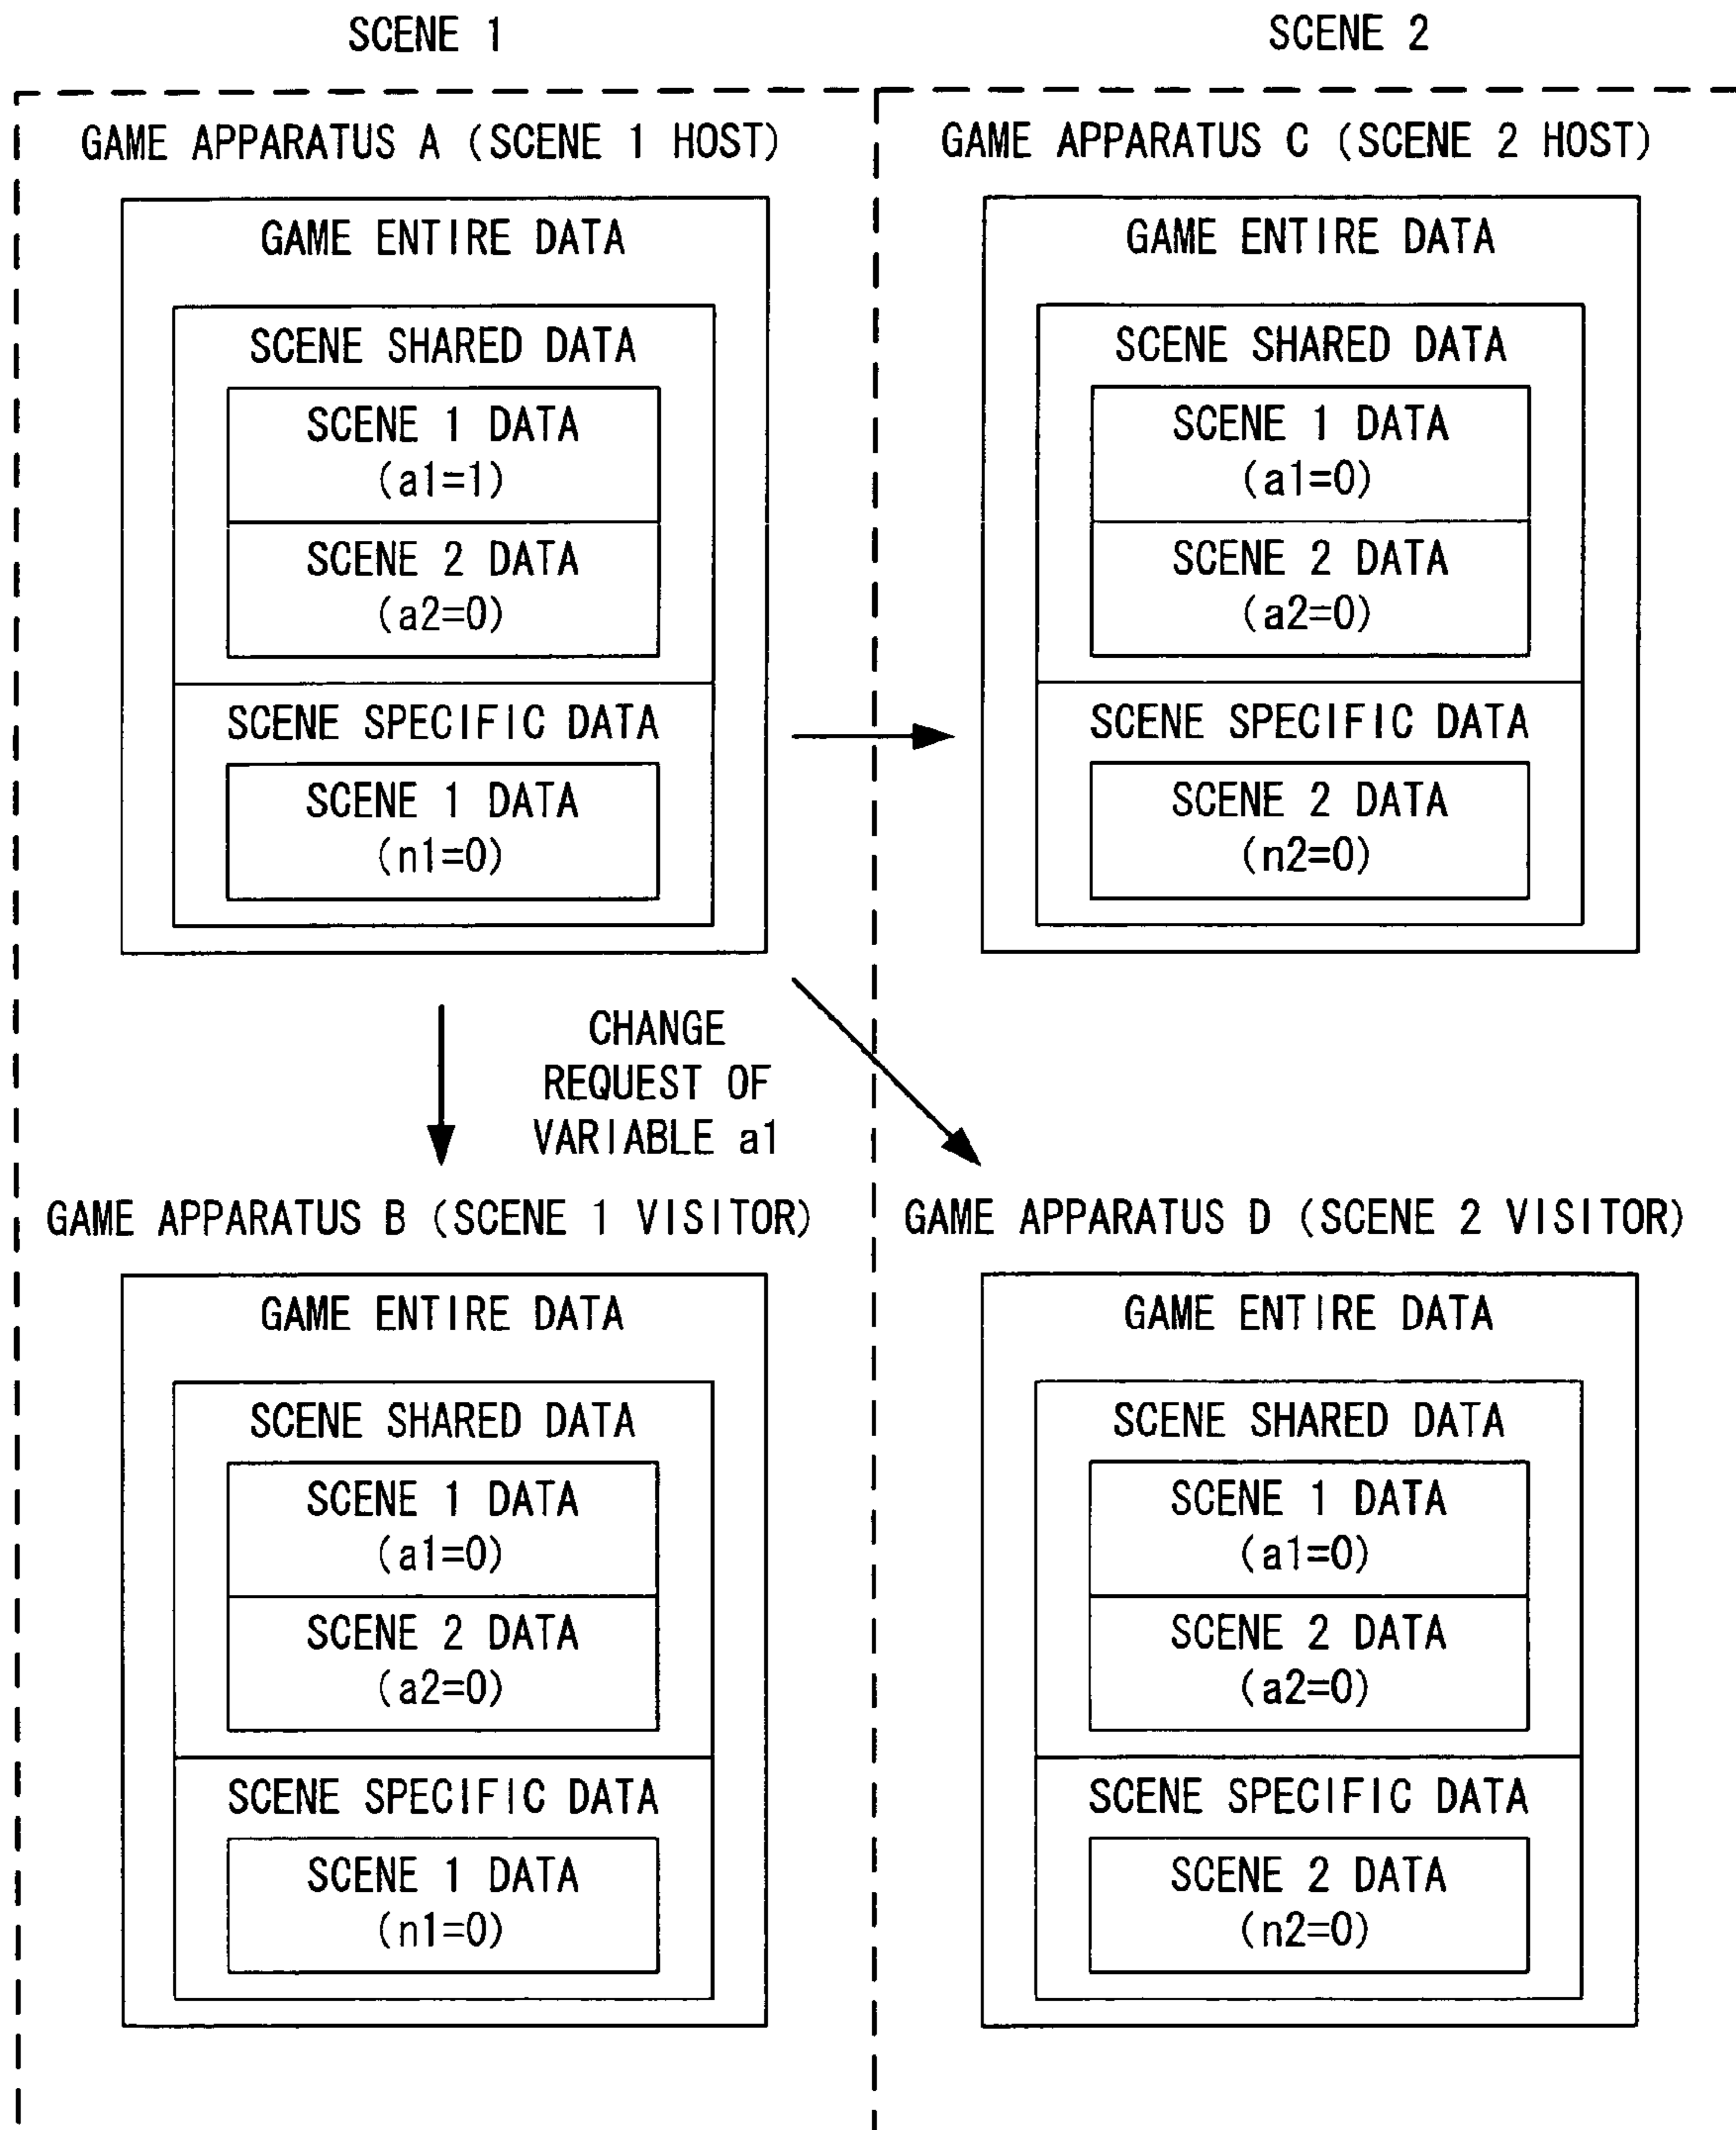 SCENE 1
SCENE 2
GAME APPARATUS A (SCENE 1 HOST)
GAME ENTIRE DATA
SCENE SHARED DATA
SCENE 1 DATA
(a1=1)
SCENE 2 DATA
(a2=0)
SCENE SPECIFIC DATA
SCENE 1 DATA
(n1=0)
GAME APPARATUS C (SCENE 2 HOST)
GAME ENTIRE DATA
SCENE SHARED DATA
SCENE 1 DATA
(a1=0)
SCENE 2 DATA
(a2=0)
SCENE SPECIFIC DATA
SCENE 2 DATA
(n2=0)
CHANGE
REQUEST OF
VARIABLE a1
GAME APPARATUS B (SCENE 1 VISITOR)
GAME ENTIRE DATA
SCENE SHARED DATA
SCENE 1 DATA
(a1=0)
SCENE 2 DATA
(a2=0)
SCENE SPECIFIC DATA
SCENE 1 DATA
(n1=0)
GAME APPARATUS D (SCENE 2 VISITOR)
GAME ENTIRE DATA
SCENE SHARED DATA
SCENE 1 DATA
(a1=0)
SCENE 2 DATA
(a2=0)
SCENE SPECIFIC DATA
SCENE 2 DATA
(n2=0)